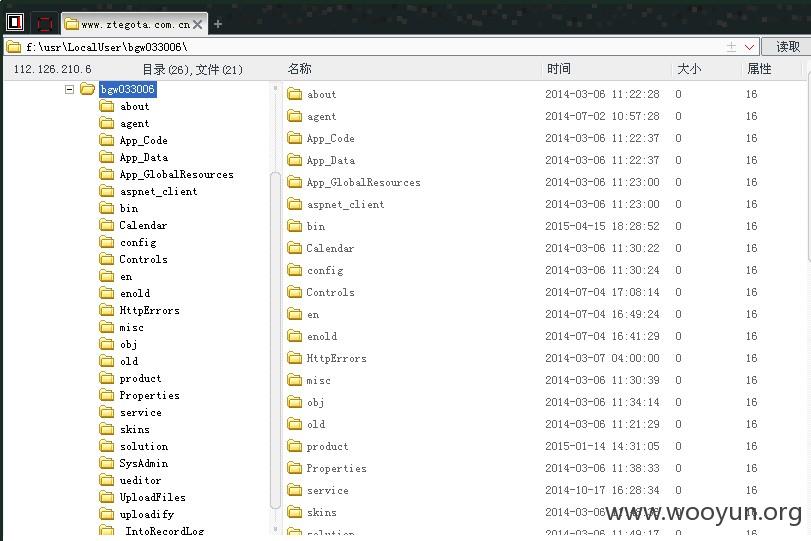 www.ztegota.com.cn
f:\usr\LocalUser\bgw033006\ 读取
112.126.210.6 目录(26),文件(21) 名称 时间 大小 属性
bgw033006
about
agent
App_Code
App_Data
App_GlobalResources
aspnet_client
bin
Calendar
config
Controls
en
enold
HttpErrors
misc
obj
old
product
Properties
service
skins
solution
SysAdmin
ueditor
UploadFiles
uploadify
_IntoRecordLog
about 2014-03-06 11:22:28 0 16
agent 2014-07-02 10:57:28 0 16
App_Code 2014-03-06 11:22:37 0 16
App_Data 2014-03-06 11:22:37 0 16
App_GlobalResources 2014-03-06 11:23:00 0 16
aspnet_client 2014-03-06 11:23:00 0 16
bin 2015-04-15 18:28:52 0 16
Calendar 2014-03-06 11:30:22 0 16
config 2014-03-06 11:30:24 0 16
Controls 2014-07-04 17:08:14 0 16
en 2014-07-04 16:49:24 0 16
enold 2014-07-04 16:41:29 0 16
HttpErrors 2014-03-07 04:00:00 0 16
misc 2014-03-06 11:30:39 0 16
obj 2014-03-06 11:34:14 0 16
old 2014-03-06 11:21:29 0 16
product 2015-01-14 14:31:05 0 16
Properties 2014-03-06 11:38:33 0 16
service 2014-10-17 16:28:34 0 16
skins 2014-03-06 0 16
solution 2014-03-06 11:49:17 0 16
www.wooyun.org